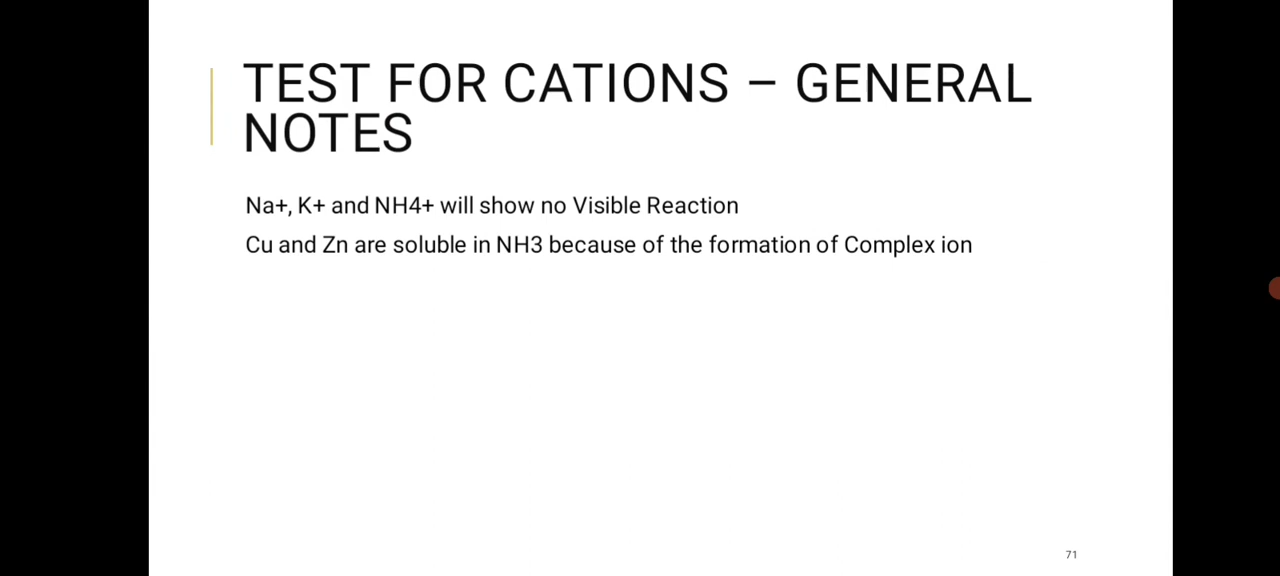 TEST FOR CATIONS – GENERAL
NOTES
Na+, K+ and NH4+ will show no Visible Reaction
Cu and Zn are soluble in NH3 because of the formation of Complex ion
71